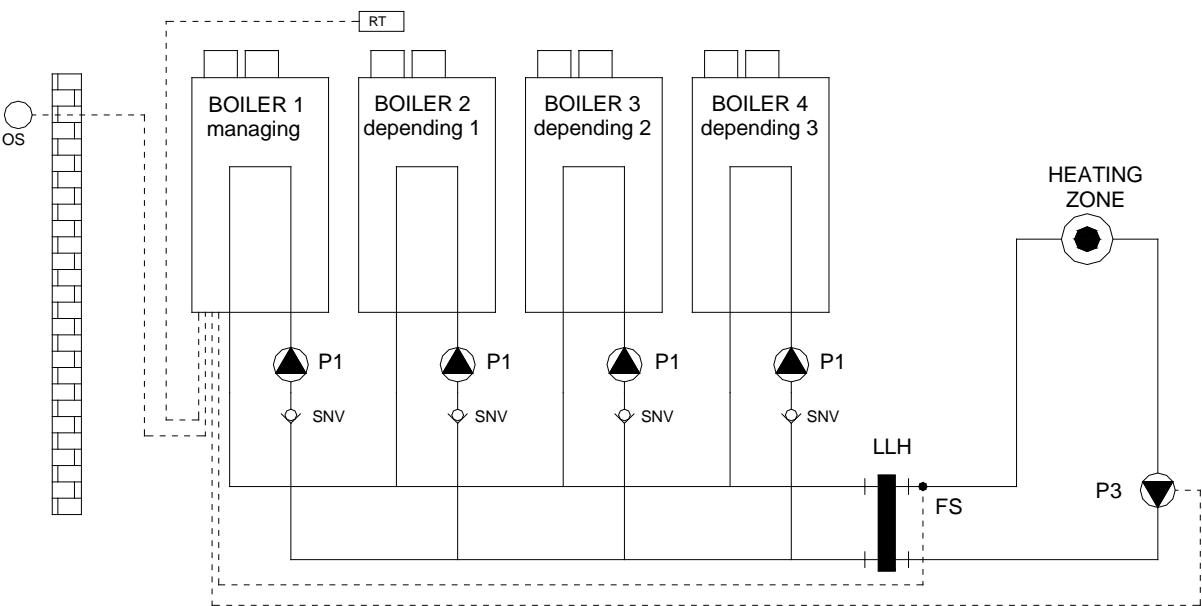 RT
BOILER 1
managing
BOILER 2
depending 1
BOILER 3
depending 2
BOILER 4
depending 3
OS
HEATING
ZONE
P1
P1
P1
P1
SNV
SNV
SNV
SNV
LLH
FS
P3